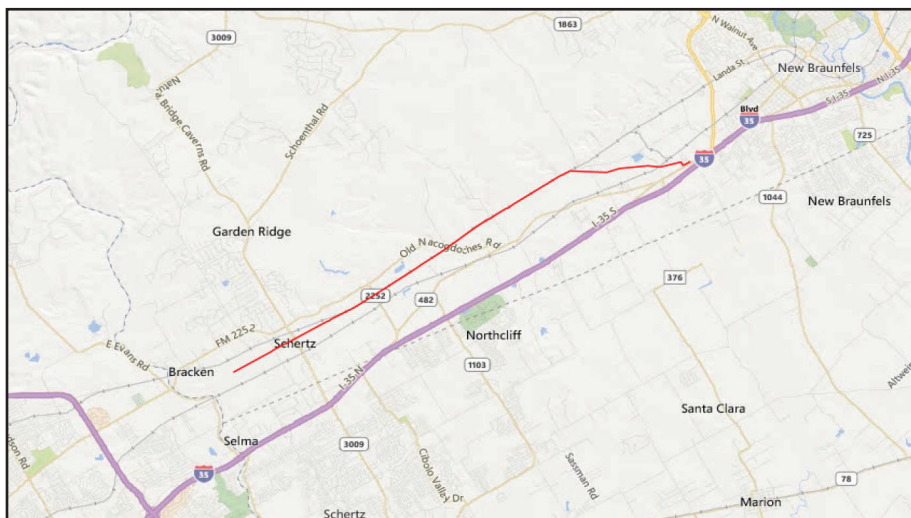 1863
N Walnut Ave
3009
Landa St
New Braunfels
S I-35
N I-35
Blvd
35
725
Natural Bridge Caverns Rd
Schoenthal Rd
35
1044
New Braunfels
Garden Ridge
I-35 S
Old Nacogdoches Rd
376
2252
482
FM 2252
Schertz
Northcliff
E Evans Rd
Bracken
1103
I-35 N
Santa Clara
Selma
3009
35
Cibolo Valley Dr
Sassman Rd
78
Marion
Schertz